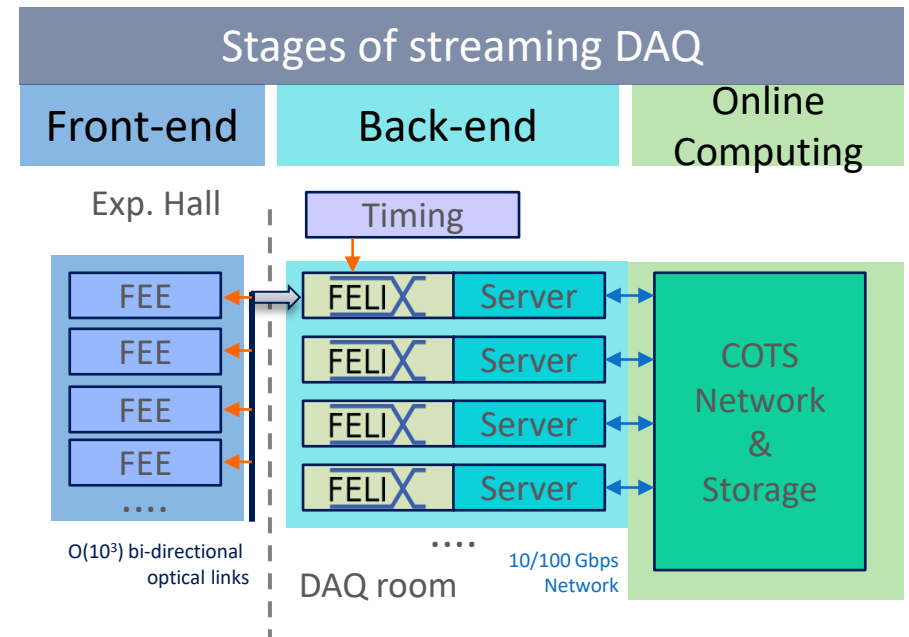 Stages of streaming DAQ
Front-end
Back-end
Online
Computing
Exp. Hall
Timing
FEE
FEE
FEE
FEE
....
FELIX Server
FELIX Server
FELIX Server
FELIX Server
....
COTS
Network
&
Storage
O(10³) bi-directional
optical links
DAQ room
10/100 Gbps
Network